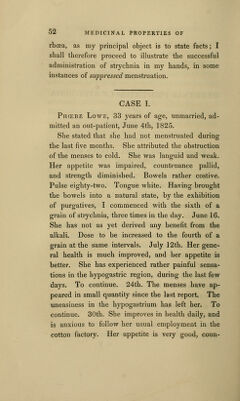 52 MEDICINAL PROPERTIES OF
rhœa, as my principal object is to state facts; I
shall therefore proceed to illustrate the successful
administration of strychnia in my hands, in some
instances of suppressed menstruation.
CASE I.
PHŒBE LOWE, 33 years of age, unmarried, ad-
mitted an out-patient, June 4th, 1825.
She stated that she had not menstruated during
the last five months. She attributed the obstruction
of the menses to cold. She was languid and weak.
Her appetite was impaired, countenance pallid,
and strength diminished. Bowels rather costive.
Pulse eighty-two. Tongue white. Having brought
the bowels into a natural state, by the exhibition
of purgatives, I commenced with the sixth of a
grain of strychnia, three times in the day. June 16.
She has not as yet derived any benefit from the
alkali. Dose to be increased to the fourth of a
grain at the same intervals. July 12th. Her gene-
ral health is much improved, and her appetite is
better. She has experienced rather painful sensa-
tions in the hypogastric region, during the last few
days. To continue. 24th. The menses have ap-
peared in small quantity since the last report. The
uneasiness in the hypogastrium has left her. To
continue. 30th. She improves in health daily, and
is anxious to follow her usual employment in the
cotton factory. Her appetite is very good, coun-